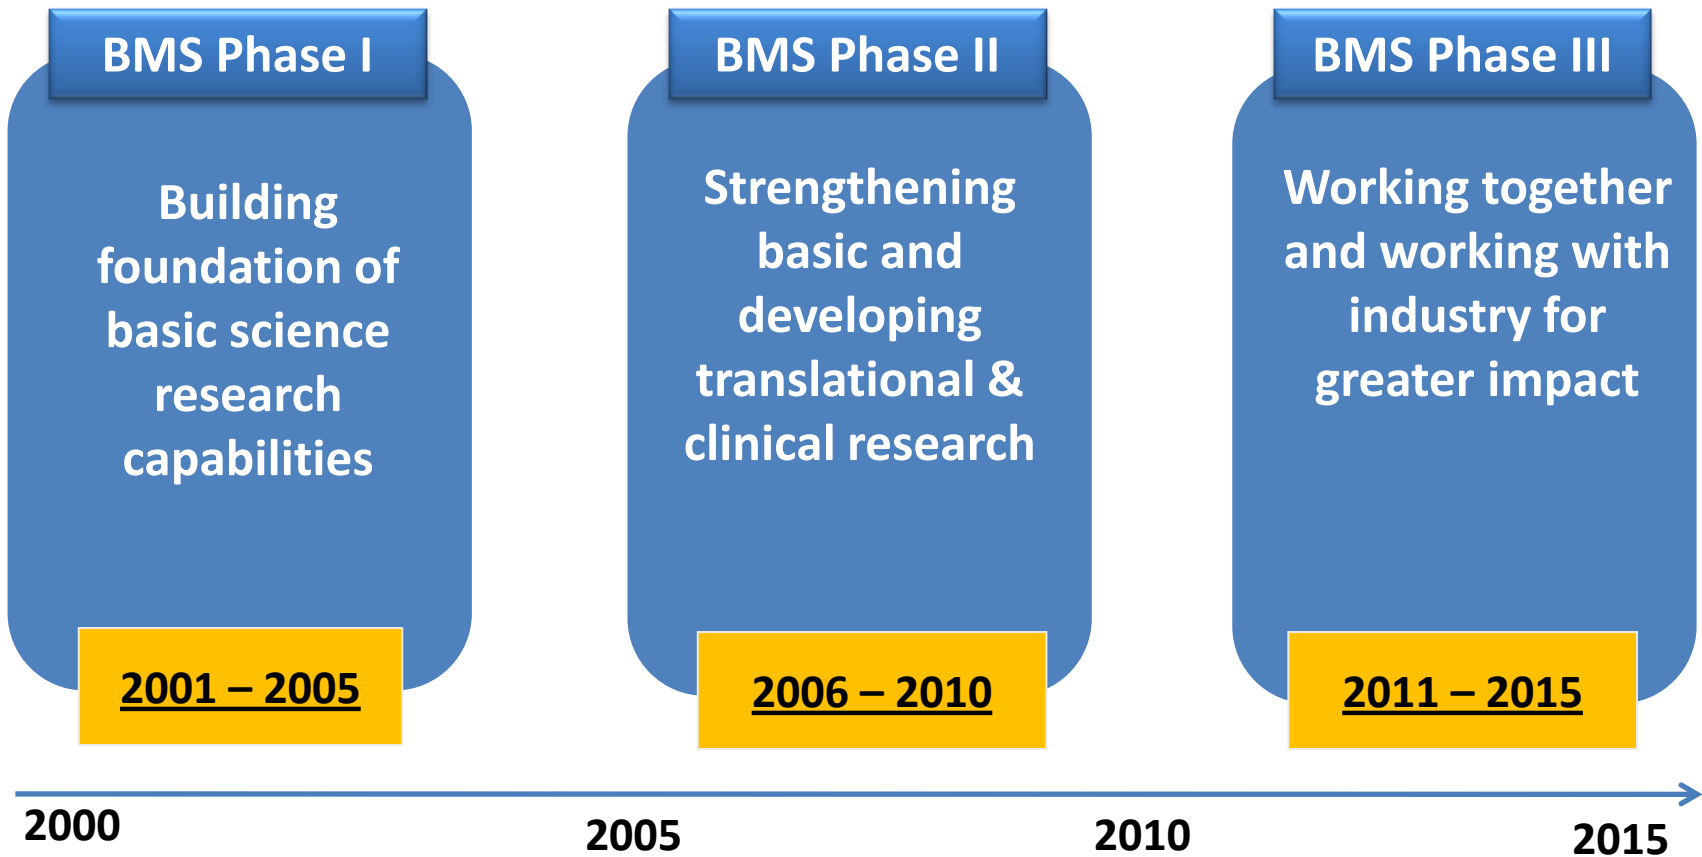 BMS Phase I
Building
foundation of
basic science
research
capabilities
2001 – 2005
BMS Phase II
Strengthening
basic and
developing
translational &
clinical research
2006 – 2010
BMS Phase III
Working together
and working with
industry for
greater impact
2011 – 2015
2000
2005
2010
2015